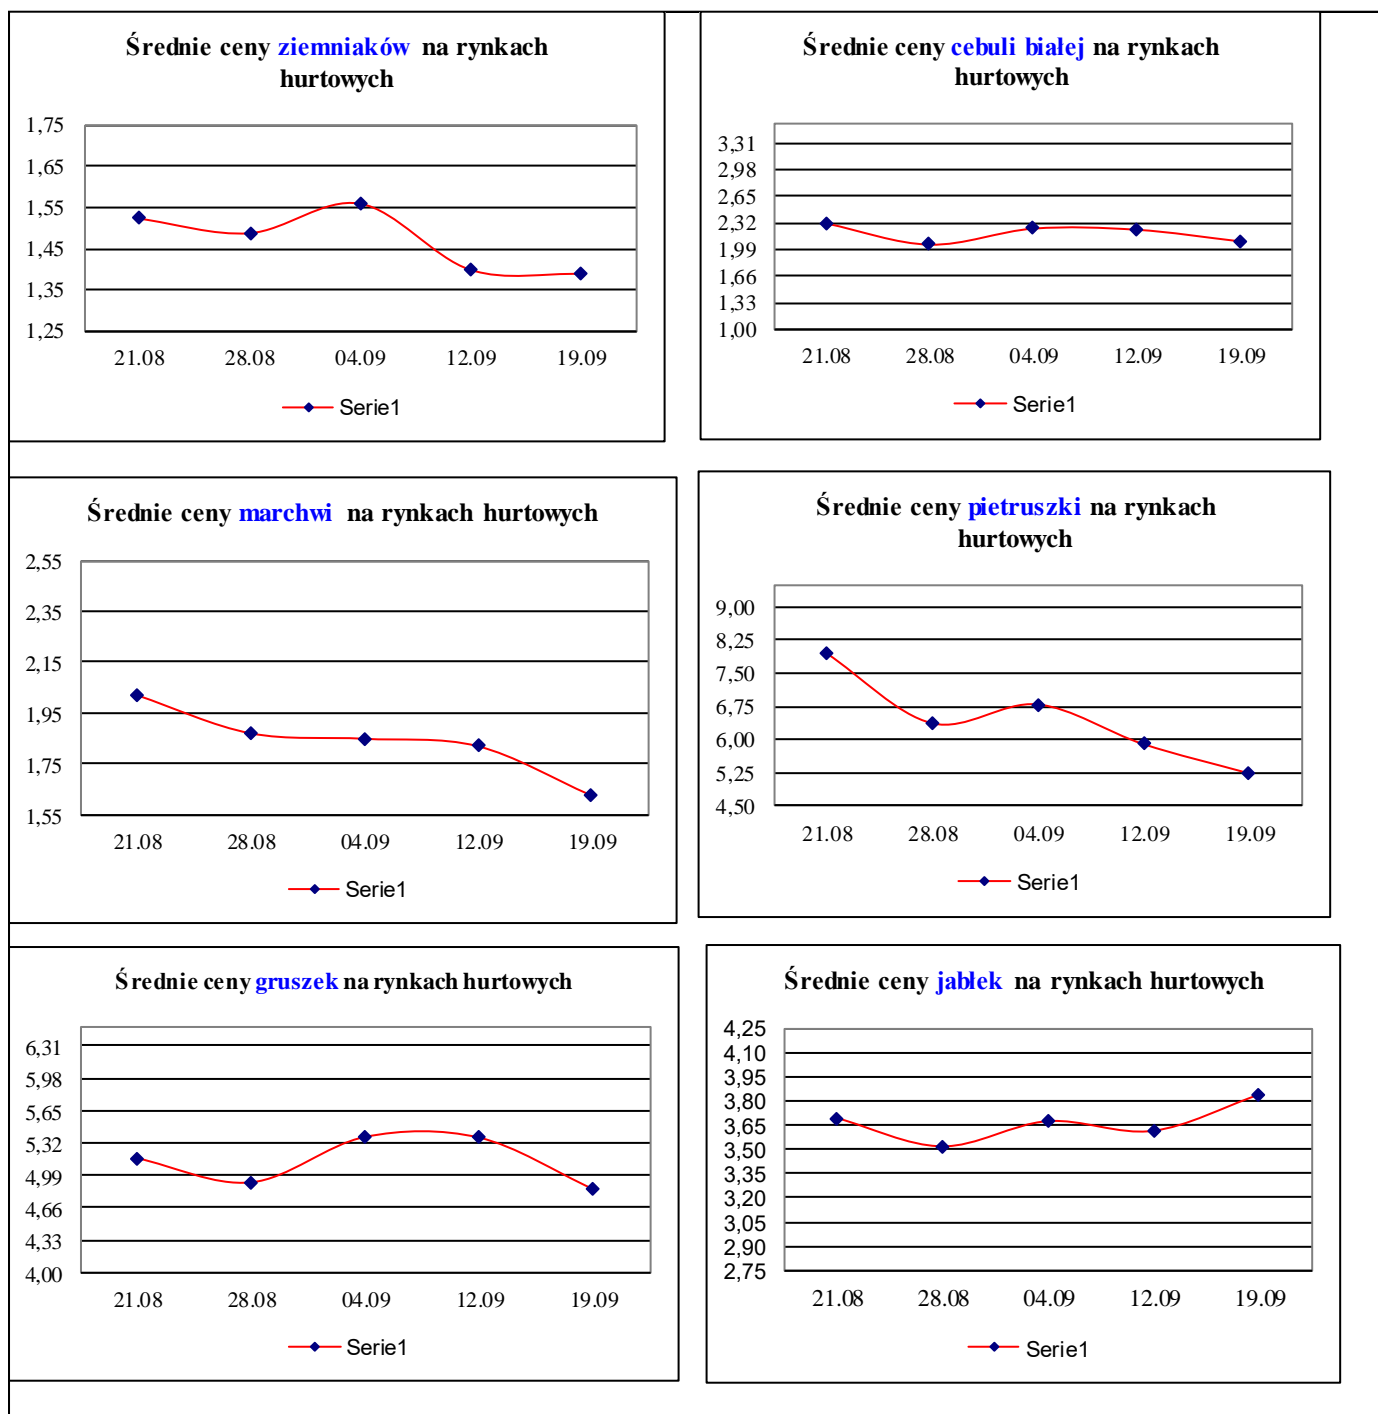 Średnie ceny ziemniaków na rynkach
hurtowych
1,75
1,65
1,55
1,45
1,35
1,25
21.08 28.08 04.09 12.09 19.09
Serie1
Średnie ceny cebuli białej na rynkach
hurtowych
3,31
2,98
2,65
2,32
1,99
1,66
1,33
1,00
21.08 28.08 04.09 12.09 19.09
Serie1
Średnie ceny marchwi na rynkach hurtowych
2,55
2,35
2,15
1,95
1,75
1,55
21.08 28.08 04.09 12.09 19.09
Serie1
Średnie ceny pietruszki na rynkach
hurtowych
9,00
8,25
7,50
6,75
6,00
5,25
4,50
21.08 28.08 04.09 12.09 19.09
Serie1
Średnie ceny gruszek na rynkach hurtowych
6,31
5,98
5,65
5,32
4,99
4,66
4,33
4,00
21.08 28.08 04.09 12.09 19.09
Serie1
Średnie ceny jabłek na rynkach hurtowych
4,25
4,10
3,95
3,80
3,65
3,50
3,35
3,20
3,05
2,90
2,75
21.08 28.08 04.09 12.09 19.09
Serie1